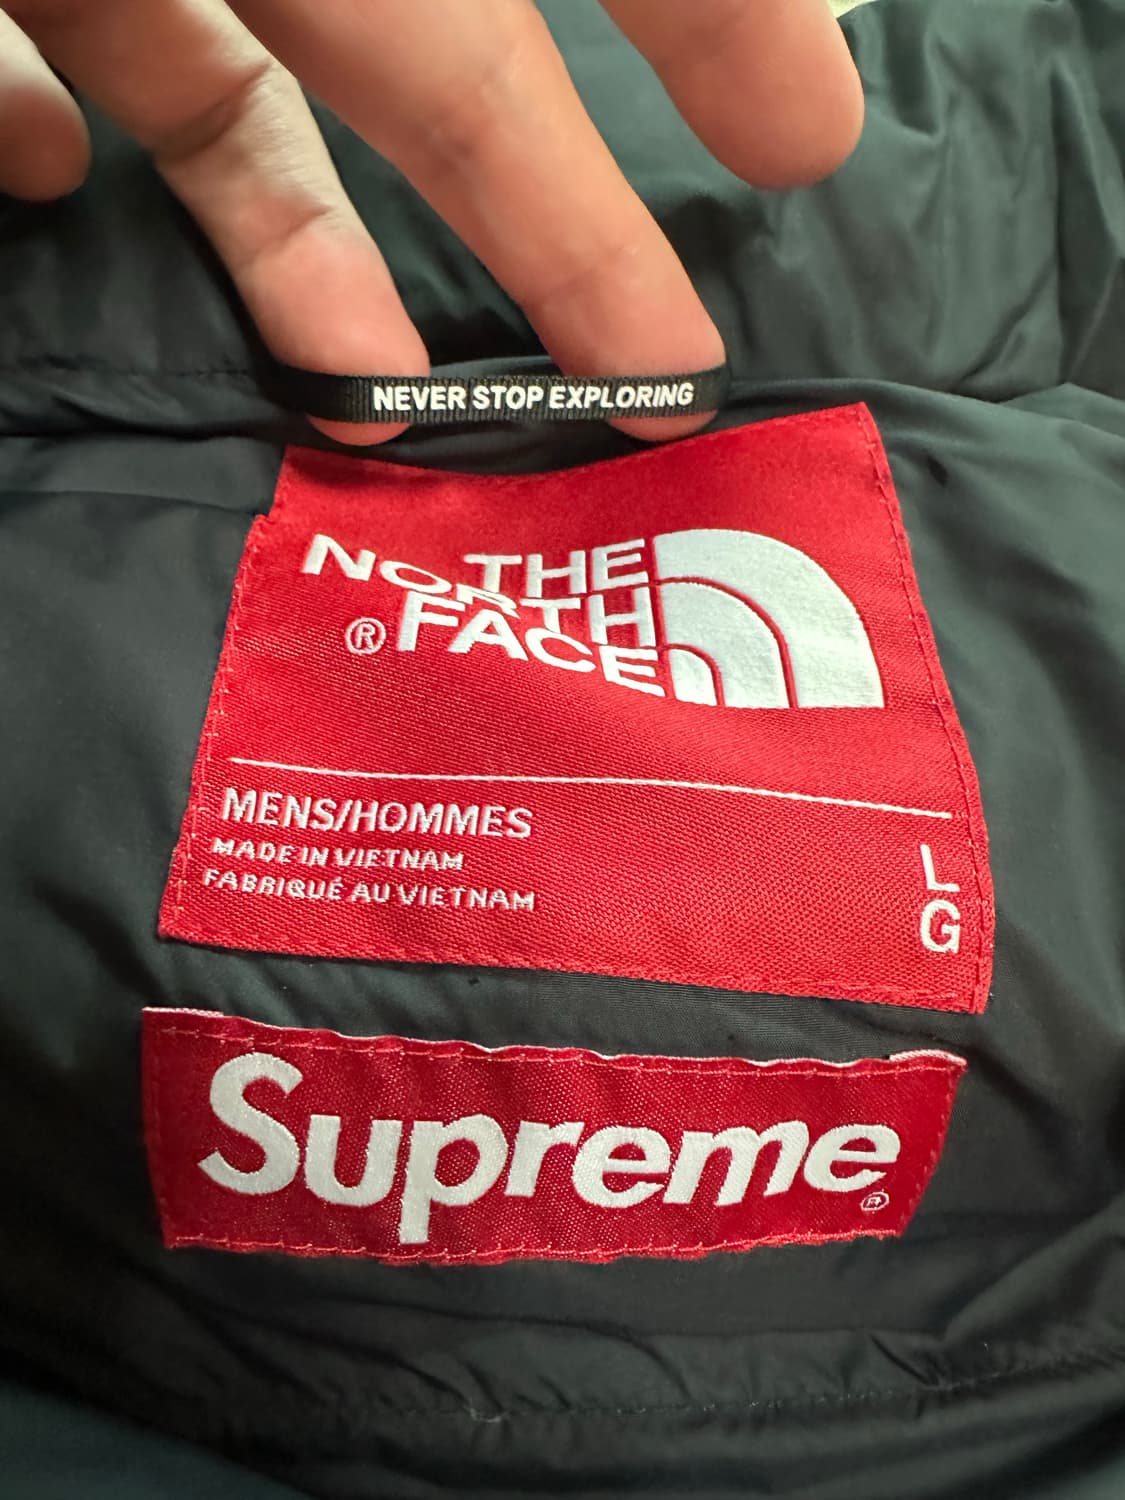 NEVER STOP EXPLORING
THE
NORTH
FACE
®
MENS/HOMMES
MADE IN VIETNAM
FABRIQUÉ AU VIETNAM
L
G
Supreme
®